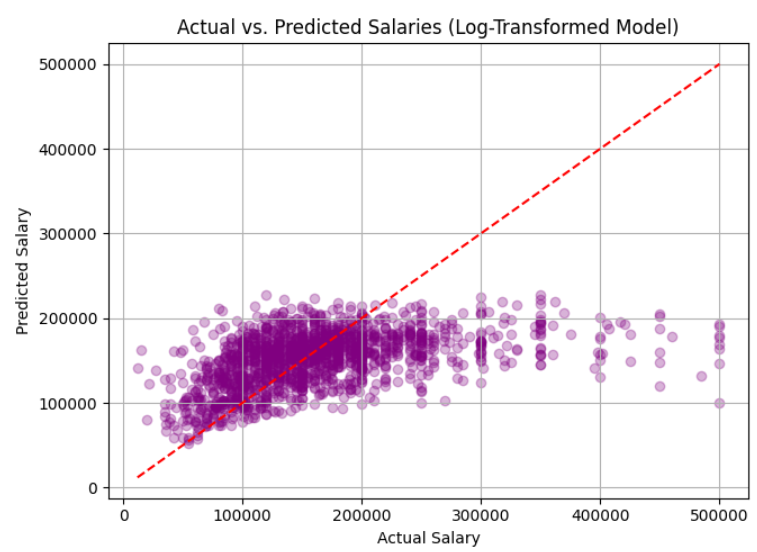 Actual vs. Predicted Salaries (Log-Transformed Model)
500000
400000
300000
200000
100000
0
Predicted Salary
0 100000 200000 300000 400000 500000
Actual Salary